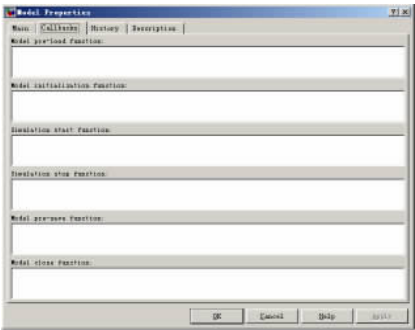 Model Properties
Main Callbacks History Description
Model pre-load function:
Model initialization function:
Simulation start function:
Simulation stop function:
Model pre-save function:
Model close function:
OK Cancel Help Apply